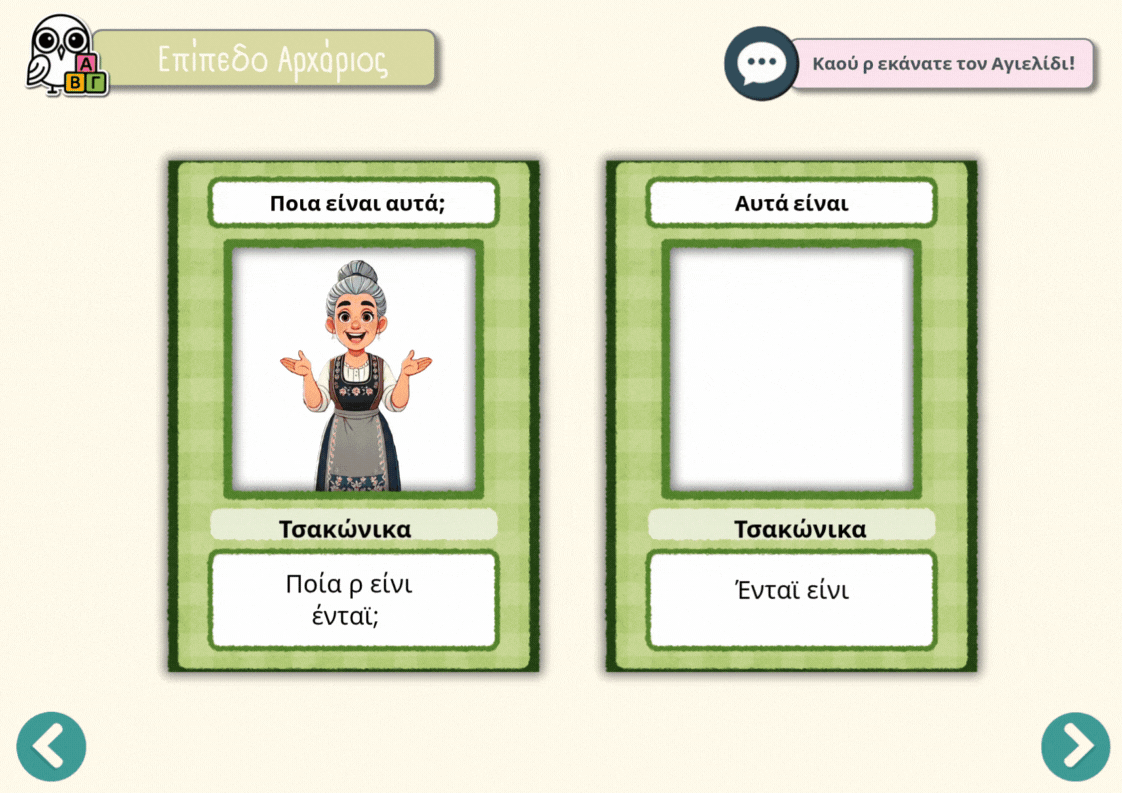 Α
Β Γ
Επίπεδο Αρχάριος
Καού ρ εκάνατε τον Αγιελίδι!
Ποια είναι αυτά;
Τσακώνικα
Ποία ρ είνι
ένταϊ;
Αυτά είναι
Τσακώνικα
Ένταϊ είνι